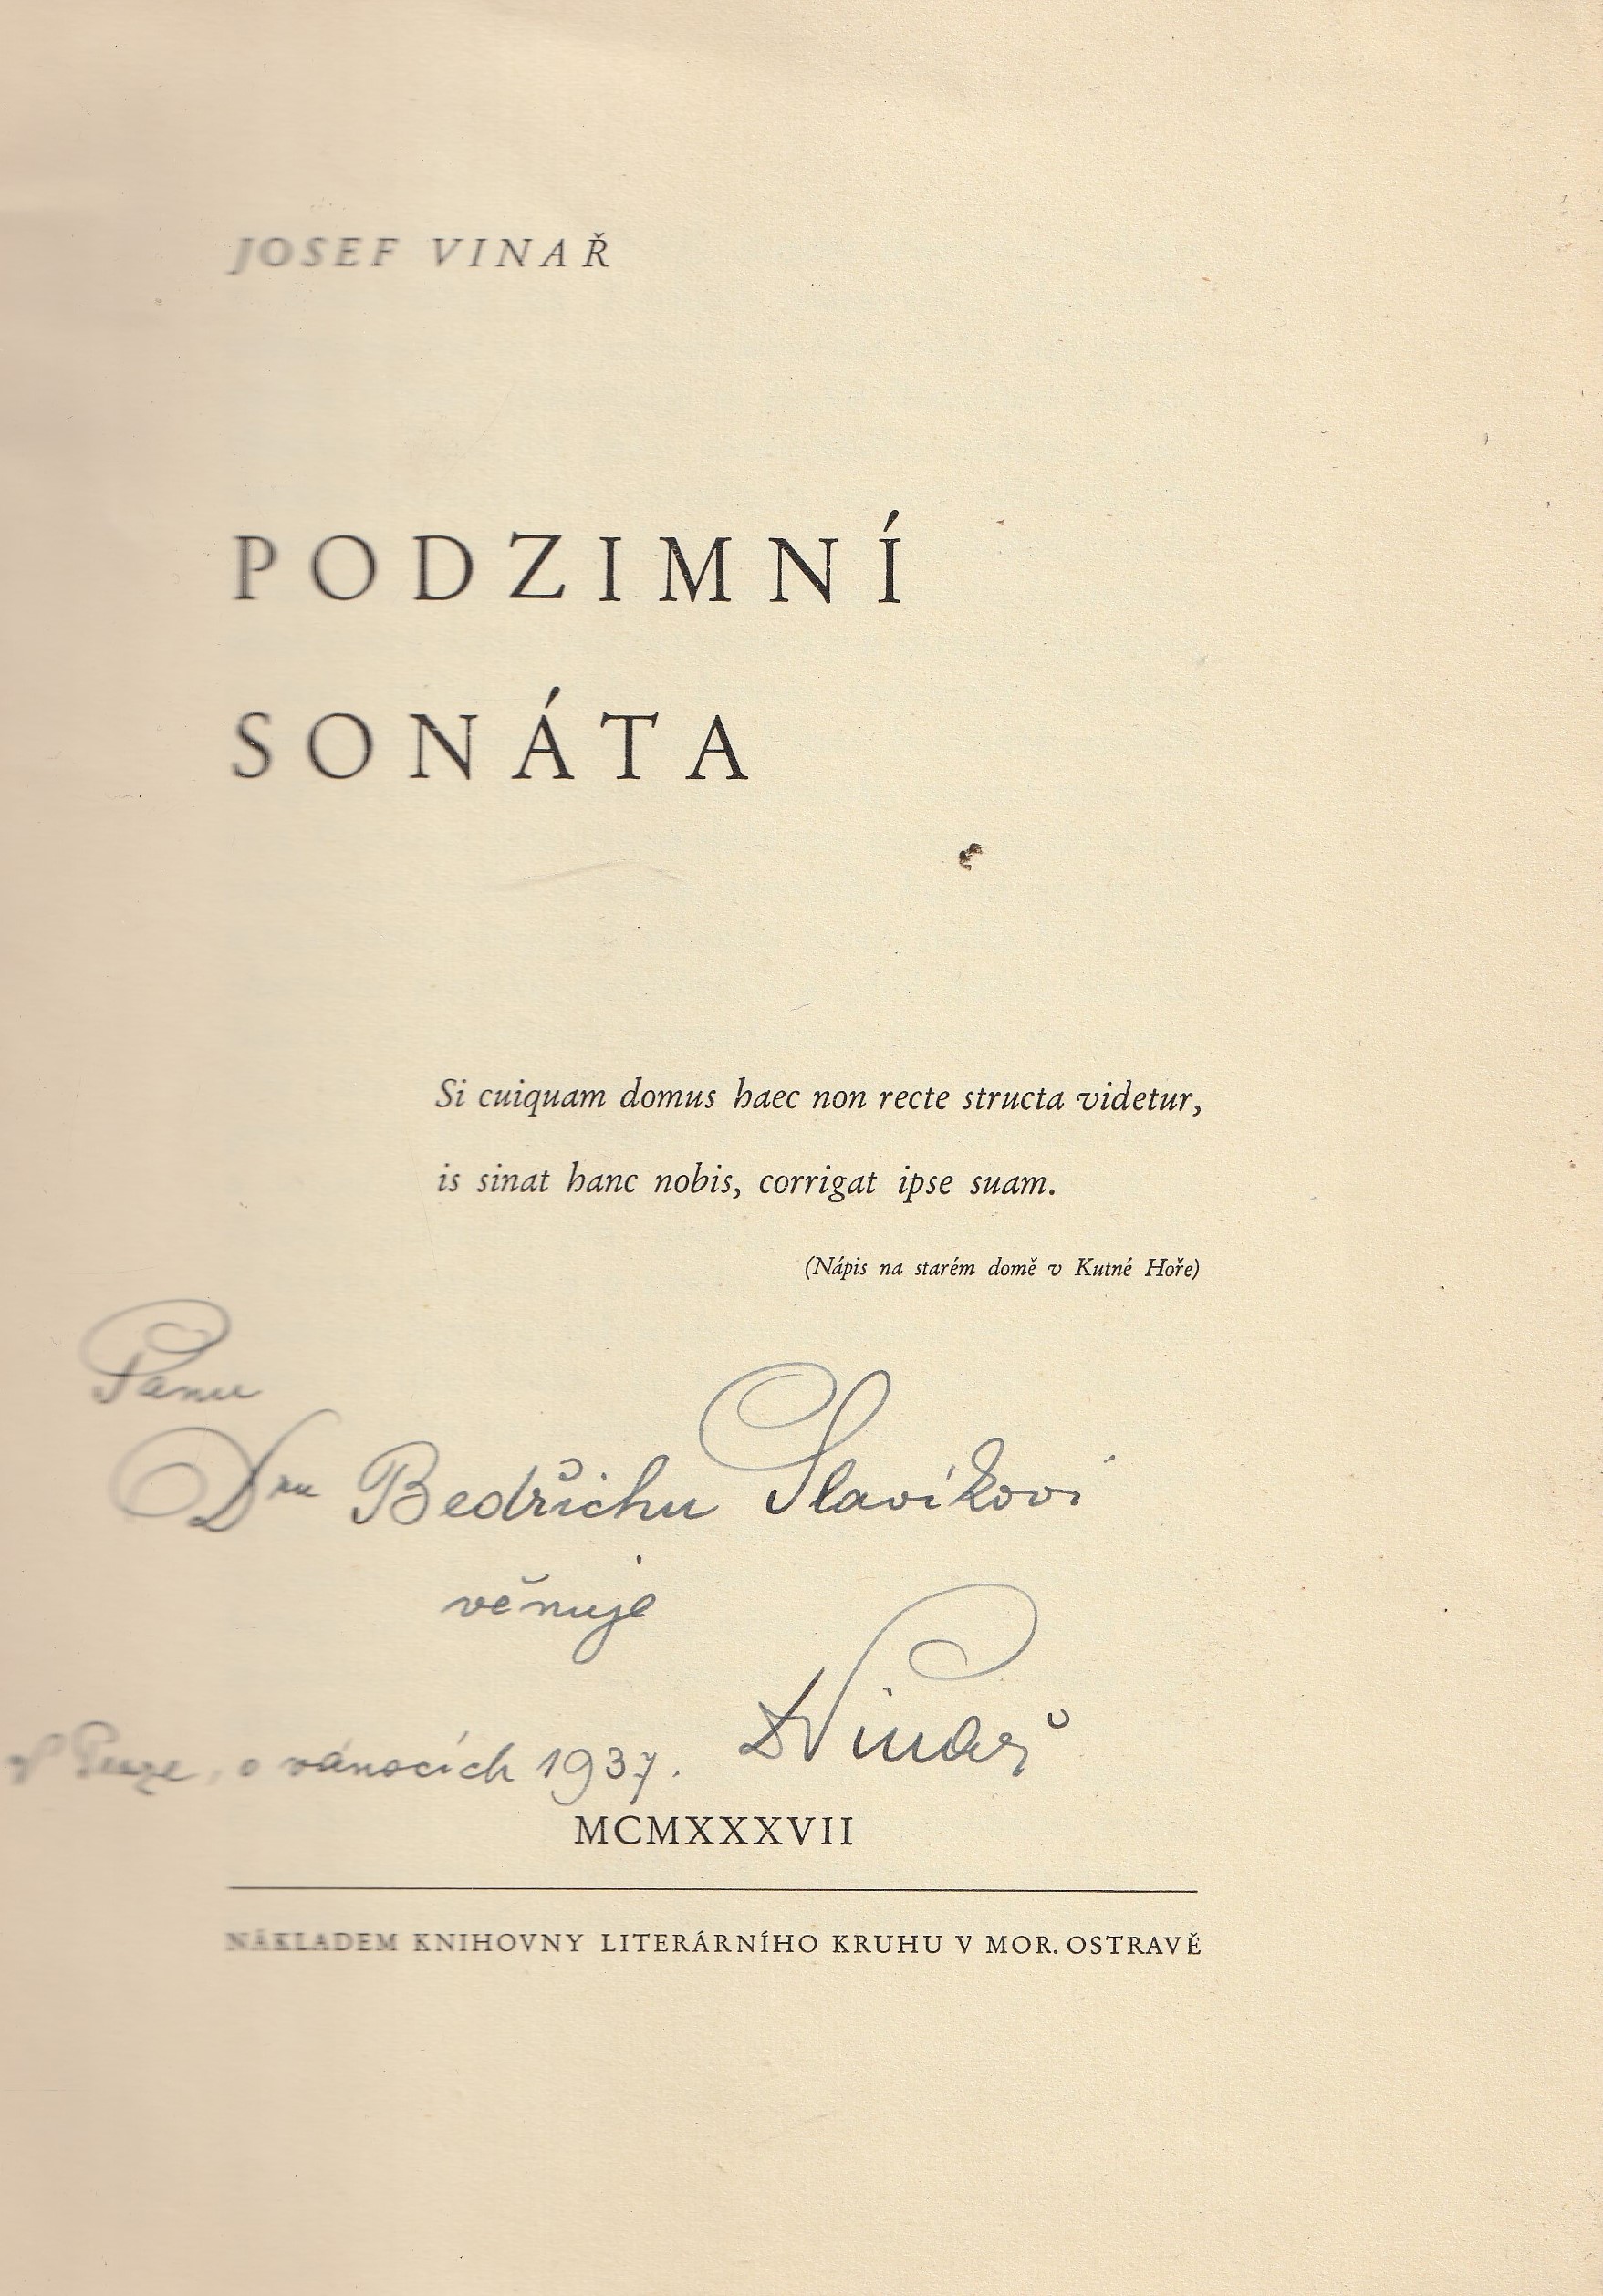 JOSEF VINAŘ
PODZIMNÍ
SONÁTA
Si cuiquam domus haec non recte structa videtur,
is sinat hanc nobis, corrigat ipse suam.
(Nápis na starém domě v Kutné Hoře)
Panu
Dru Bedřichu Slavíkovi
věnuje
JVinař
V Praze, o vánocích 1937.
MCMXXXVII
NÁKLADEM KNIHOVNY LITERÁRNÍHO KRUHU V MOR. OSTRAVĚ